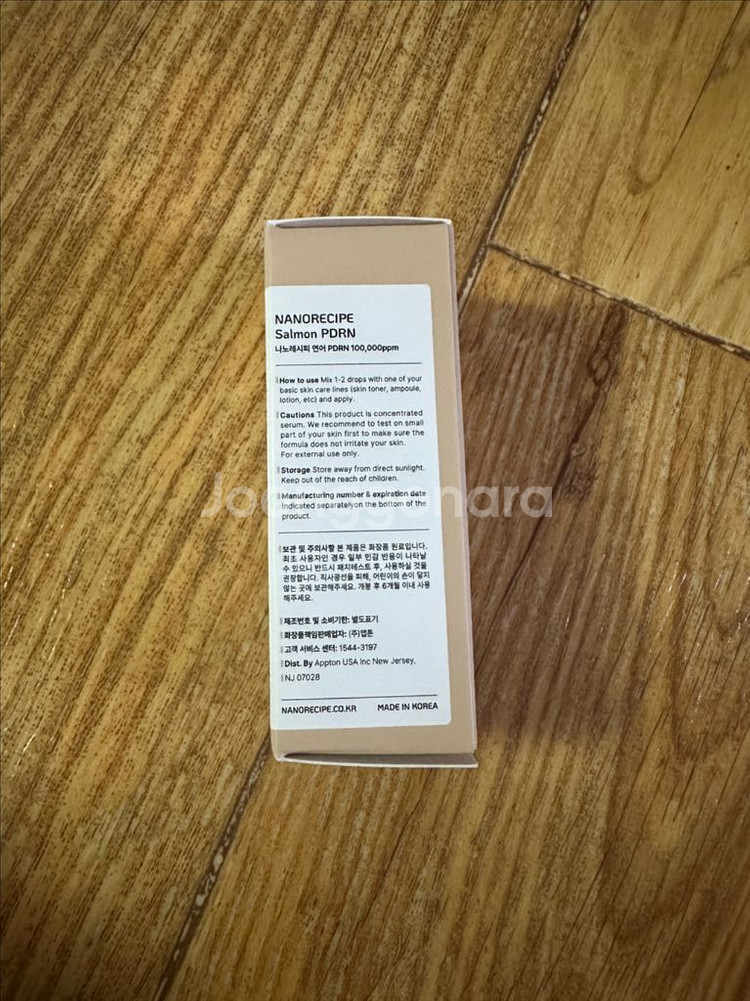 NANORECIPE
Salmon PDRN
나노레시피 연어 PDRN 100,000ppm
How to use Mix 1-2 drops with one of your
basic skin care lines (skin toner, ampoule,
lotion, etc) and apply.
Cautions This product is concentrated
serum. We recommend to test on small
part of your skin first to make sure the
formula does not irritate your skin.
For external use only.
Storage Store away from direct sunlight.
Keep out of the reach of children.
Joonggonara
Manufacturing number & expiration date
Indicated separatelyon the bottom of the
product.
보관 및 주의사항 본 제품은 화장품 원료입니다.
최초 사용자인 경우 일부 민감 반응이 나타날
수 있으니 반드시 패치테스트 후, 사용하실 것을
권장합니다. 직사광선을 피해, 어린이의 손이 닿지
않는 곳에 보관해주세요. 개봉 후 6개월 이내 사용
해주세요.
제조번호 및 소비기한: 별도표기
화장품책임판매업자: (주)앱톤
고객 서비스 센터: 1544-3197
Dist. By Appton USA Inc New Jersey,
NJ 07028
NANORECIPE.CO.KR MADE IN KOREA